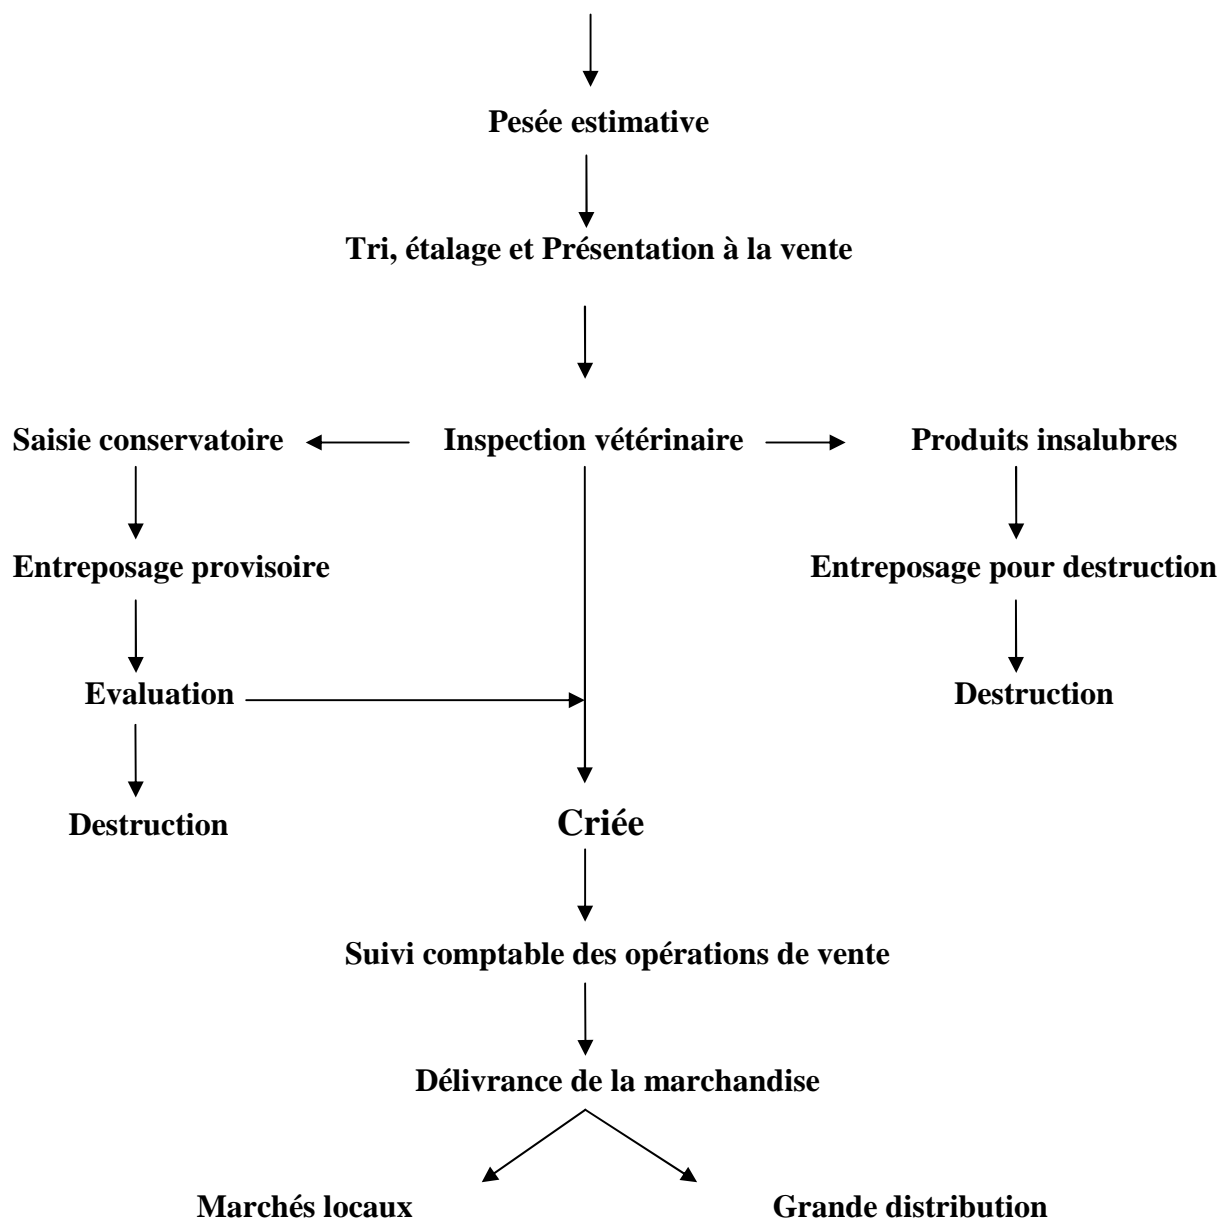 Pesée estimative
Tri, étalage et Présentation à la vente
Saisie conservatoire
Inspection vétérinaire
Produits insalubres
Entreposage provisoire
Entreposage pour destruction
Evaluation
Destruction
Destruction
Criée
Suivi comptable des opérations de vente
Délivrance de la marchandise
Marchés locaux
Grande distribution